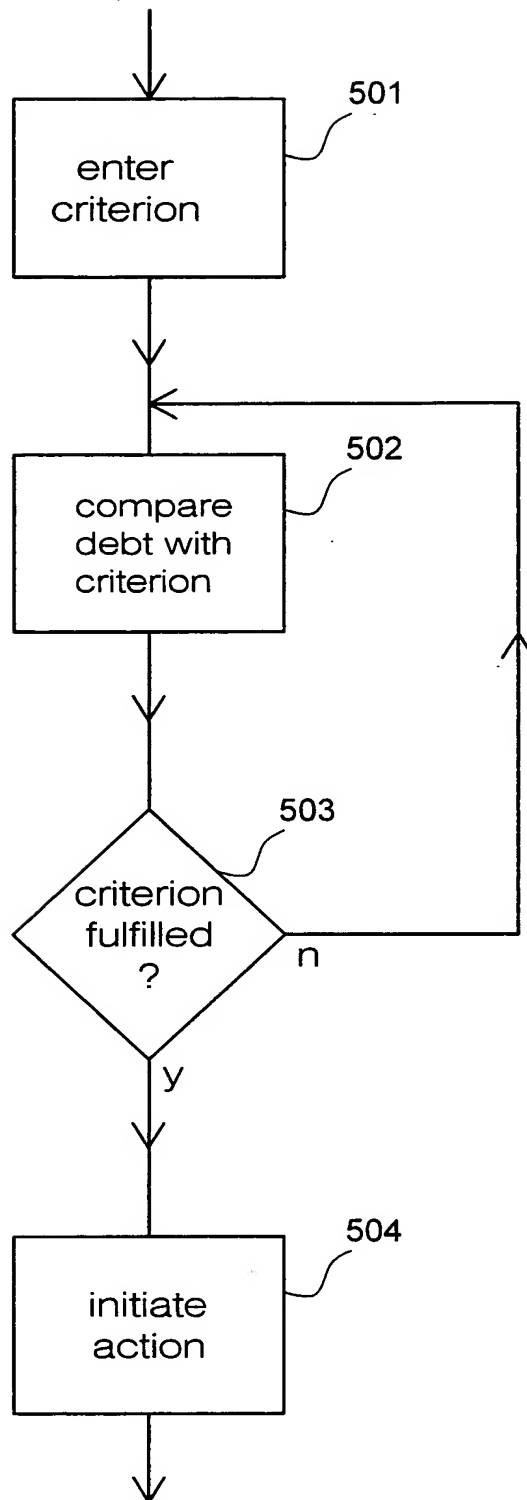 501
enter
criterion
502
compare
debt with
criterion
503
criterion
fulfilled
?
n
y
504
initiate
action